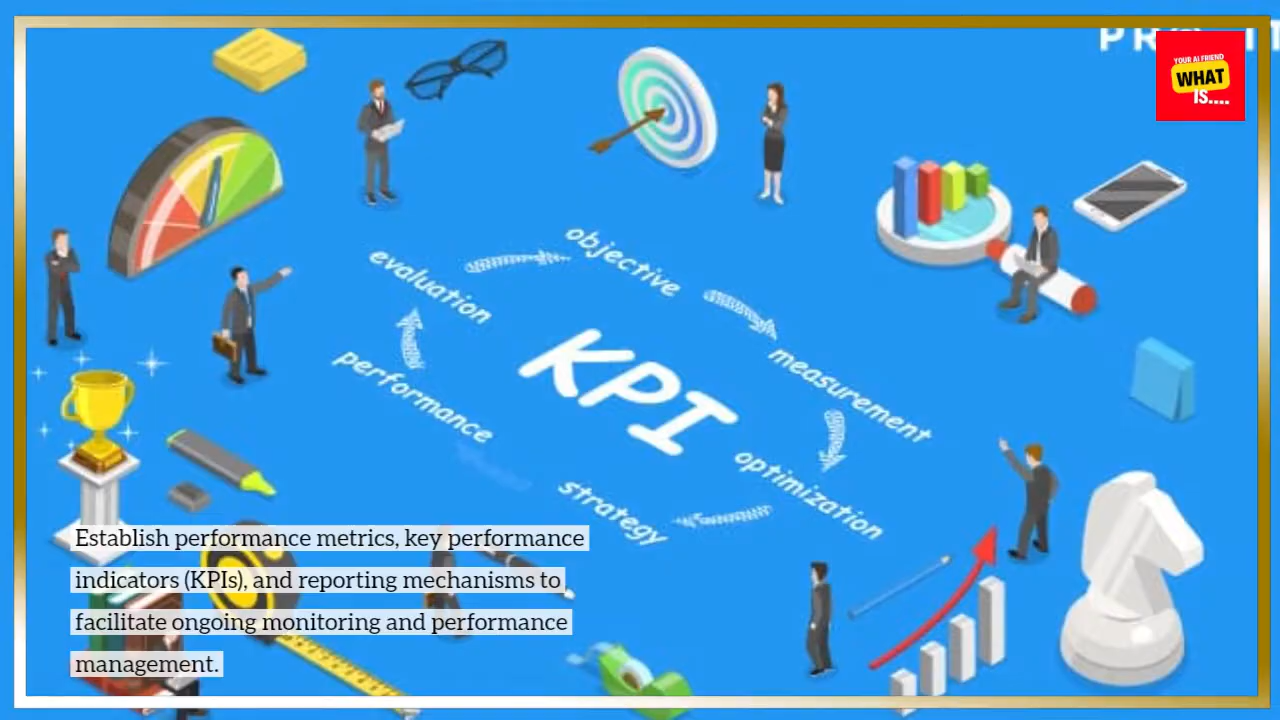 YOUR AI FRIEND
WHAT
IS....
objective
evaluation
measurement
KPI
performance
optimization
strategy
Establish performance metrics, key performance
indicators (KPIs), and reporting mechanisms to
facilitate ongoing monitoring and performance
management.